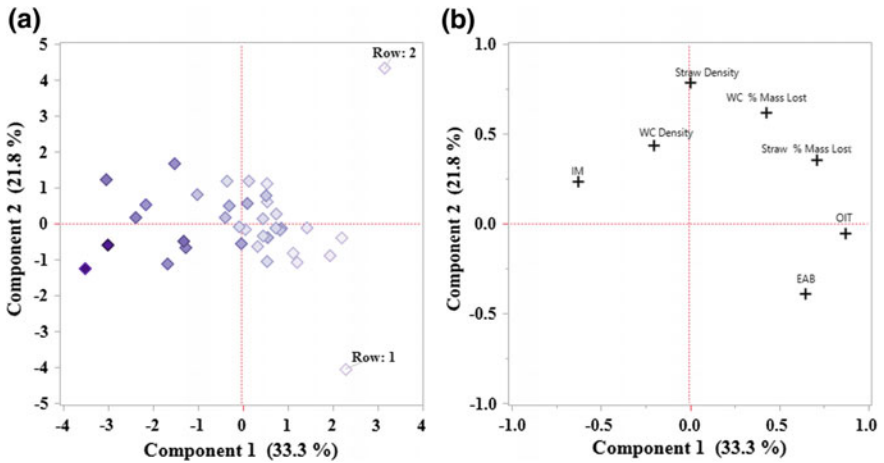 (a)
5
4
3
2
1
0
-1
-2
-3
-4
-5
Component 2 (21.8 %)
Row: 2
Row: 1
-4 -3 -2 -1 0 1 2 3 4
Component 1 (33.3 %)
(b)
1.0
0.5
0.0
-0.5
-1.0
Component 2 (21.8 %)
Straw Density
WC % Mass Lost
WC Density
Straw % Mass Lost
IM
OIT
EAB
-1.0 -0.5 0.0 0.5 1.0
Component 1 (33.3 %)